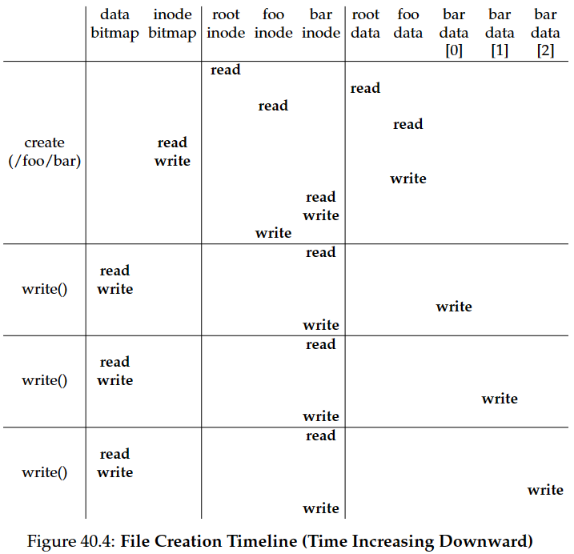 data inode root foo bar root foo bar bar bar
bitmap bitmap inode inode inode data data data data data
[0] [1] [2]
read
read
read
read
create read
(/foo/bar) write
write
read
write
write
read
read
write() write
write
write
read
read
write() write
write
write
read
read
write() write
write
write
Figure 40.4: File Creation Timeline (Time Increasing Downward)